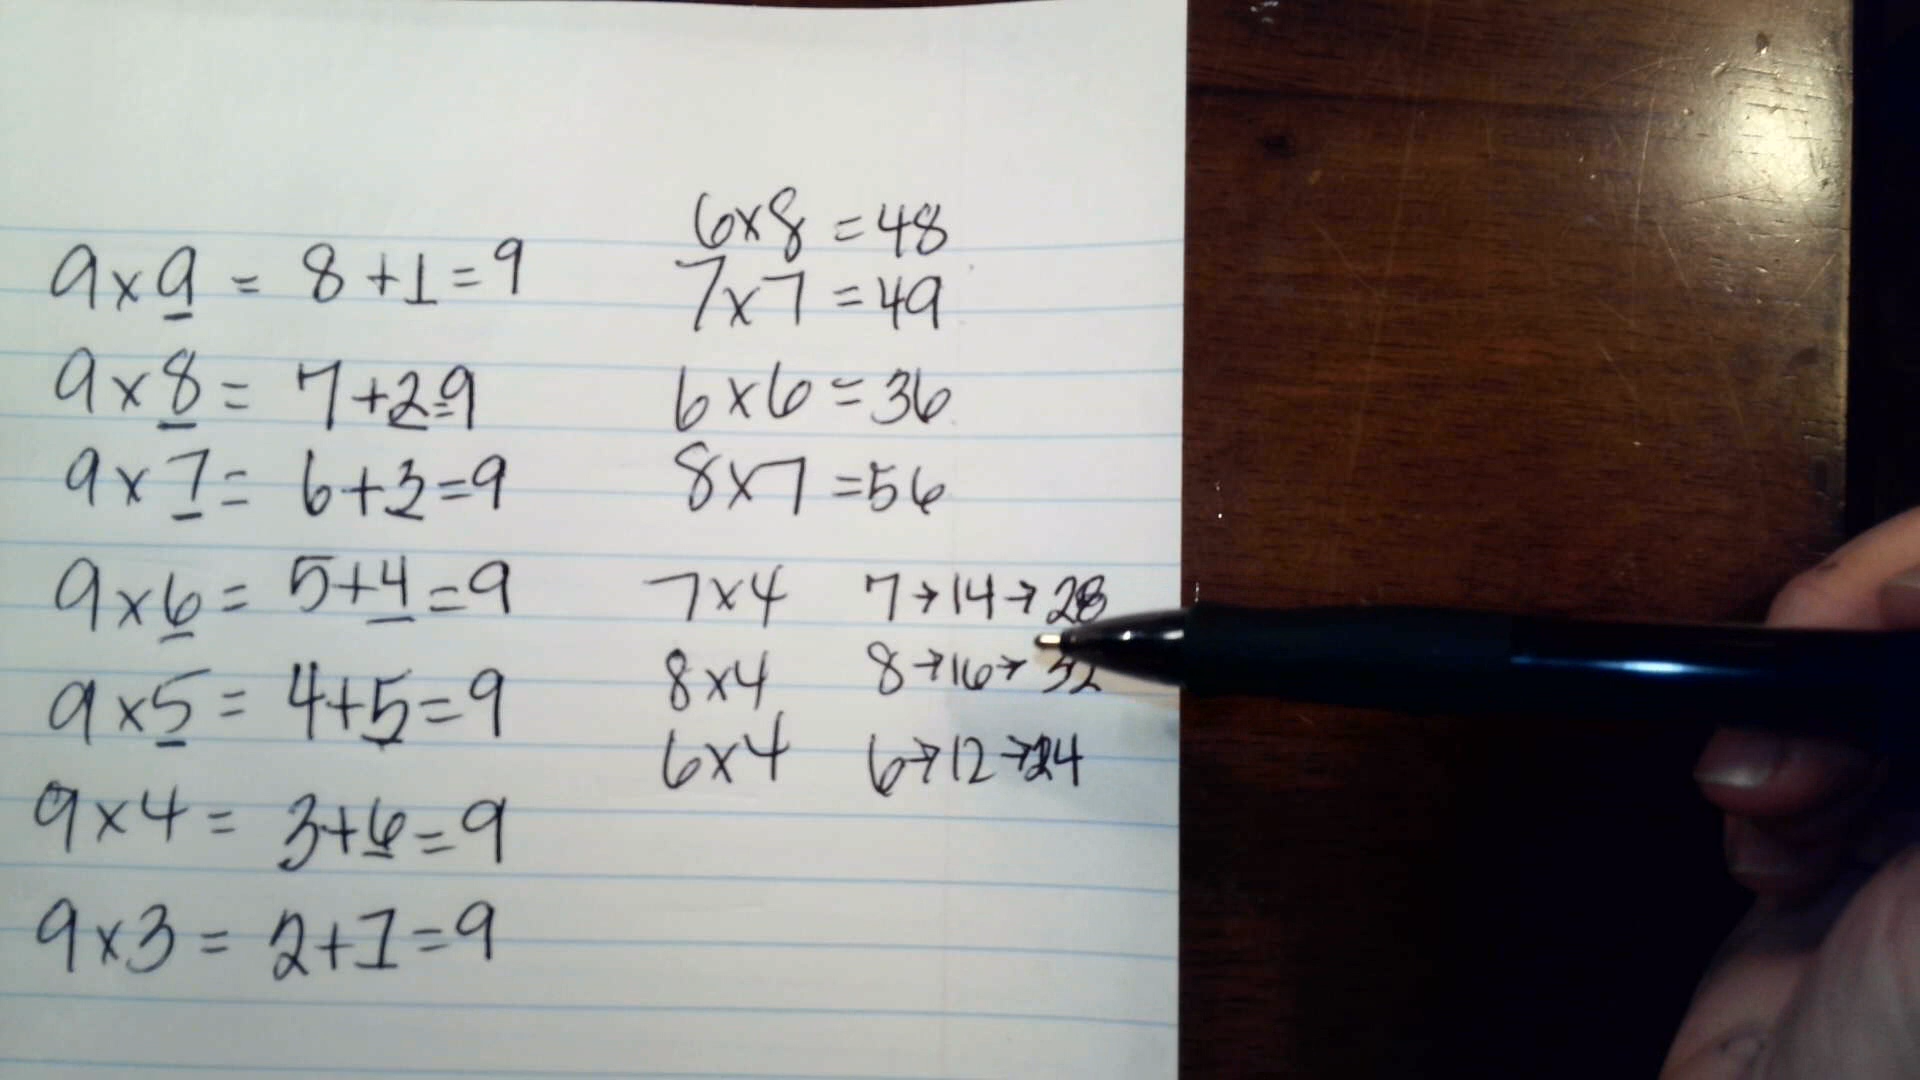 9x9 = 8+1=9
9x8= 7+2=9
9x7= 6+3=9
9x6= 5+4=9
9x5= 4+5=9
9x4= 3+6=9
9x3= 2+7=9
6x8=48
7x7=49
6x6=36
8x7=56
7x4 7→14→28
8x4 8→16→32
6x4 6→12→24